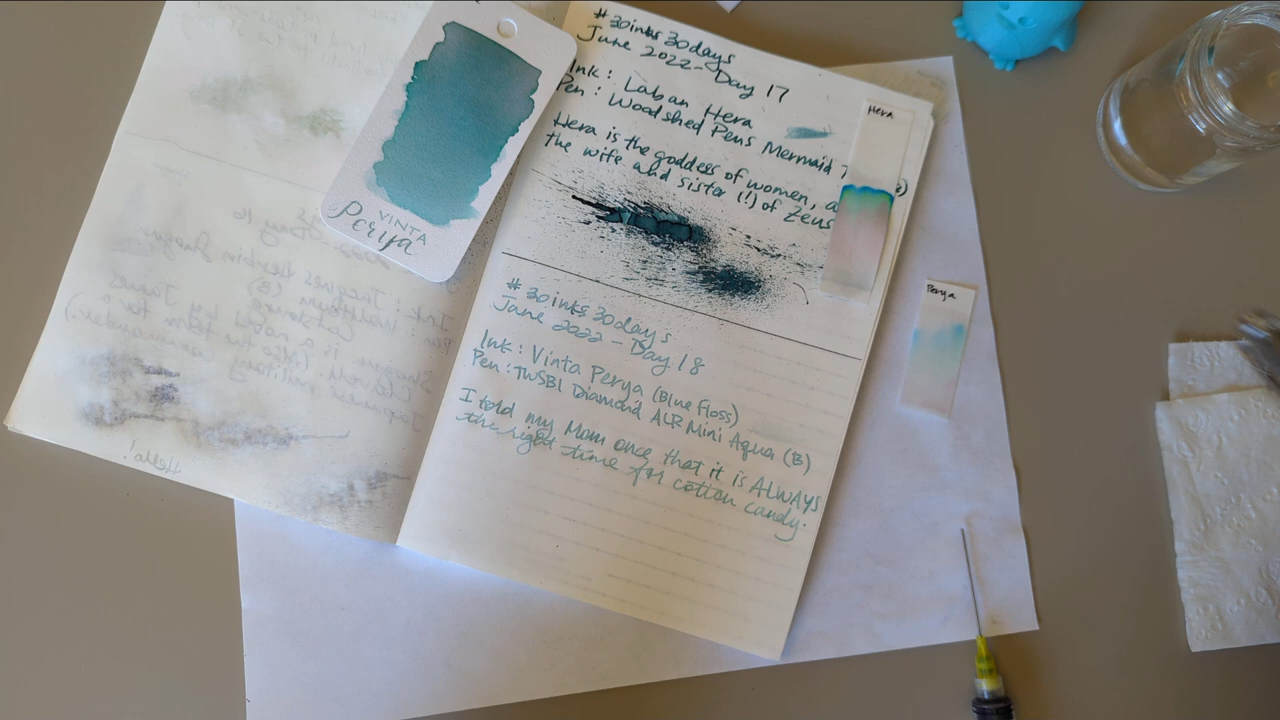 VINTA
Perya
#30inks30days
June 2022 - Day 17
Ink: Laban Hera
Pen: Woodshed Pens Mermaid
Hera is the goddess of women,
the wife and sister (!) of Zeus
Hera
#30inks30days
June 2022 - Day 18
Ink: Vinta Perya (Blue Floss)
Pen: TWSBI Diamond ALR Mini Aqua (B)
I told my Mom once that it is ALWAYS
the right time for cotton candy.
Perya
Hello!